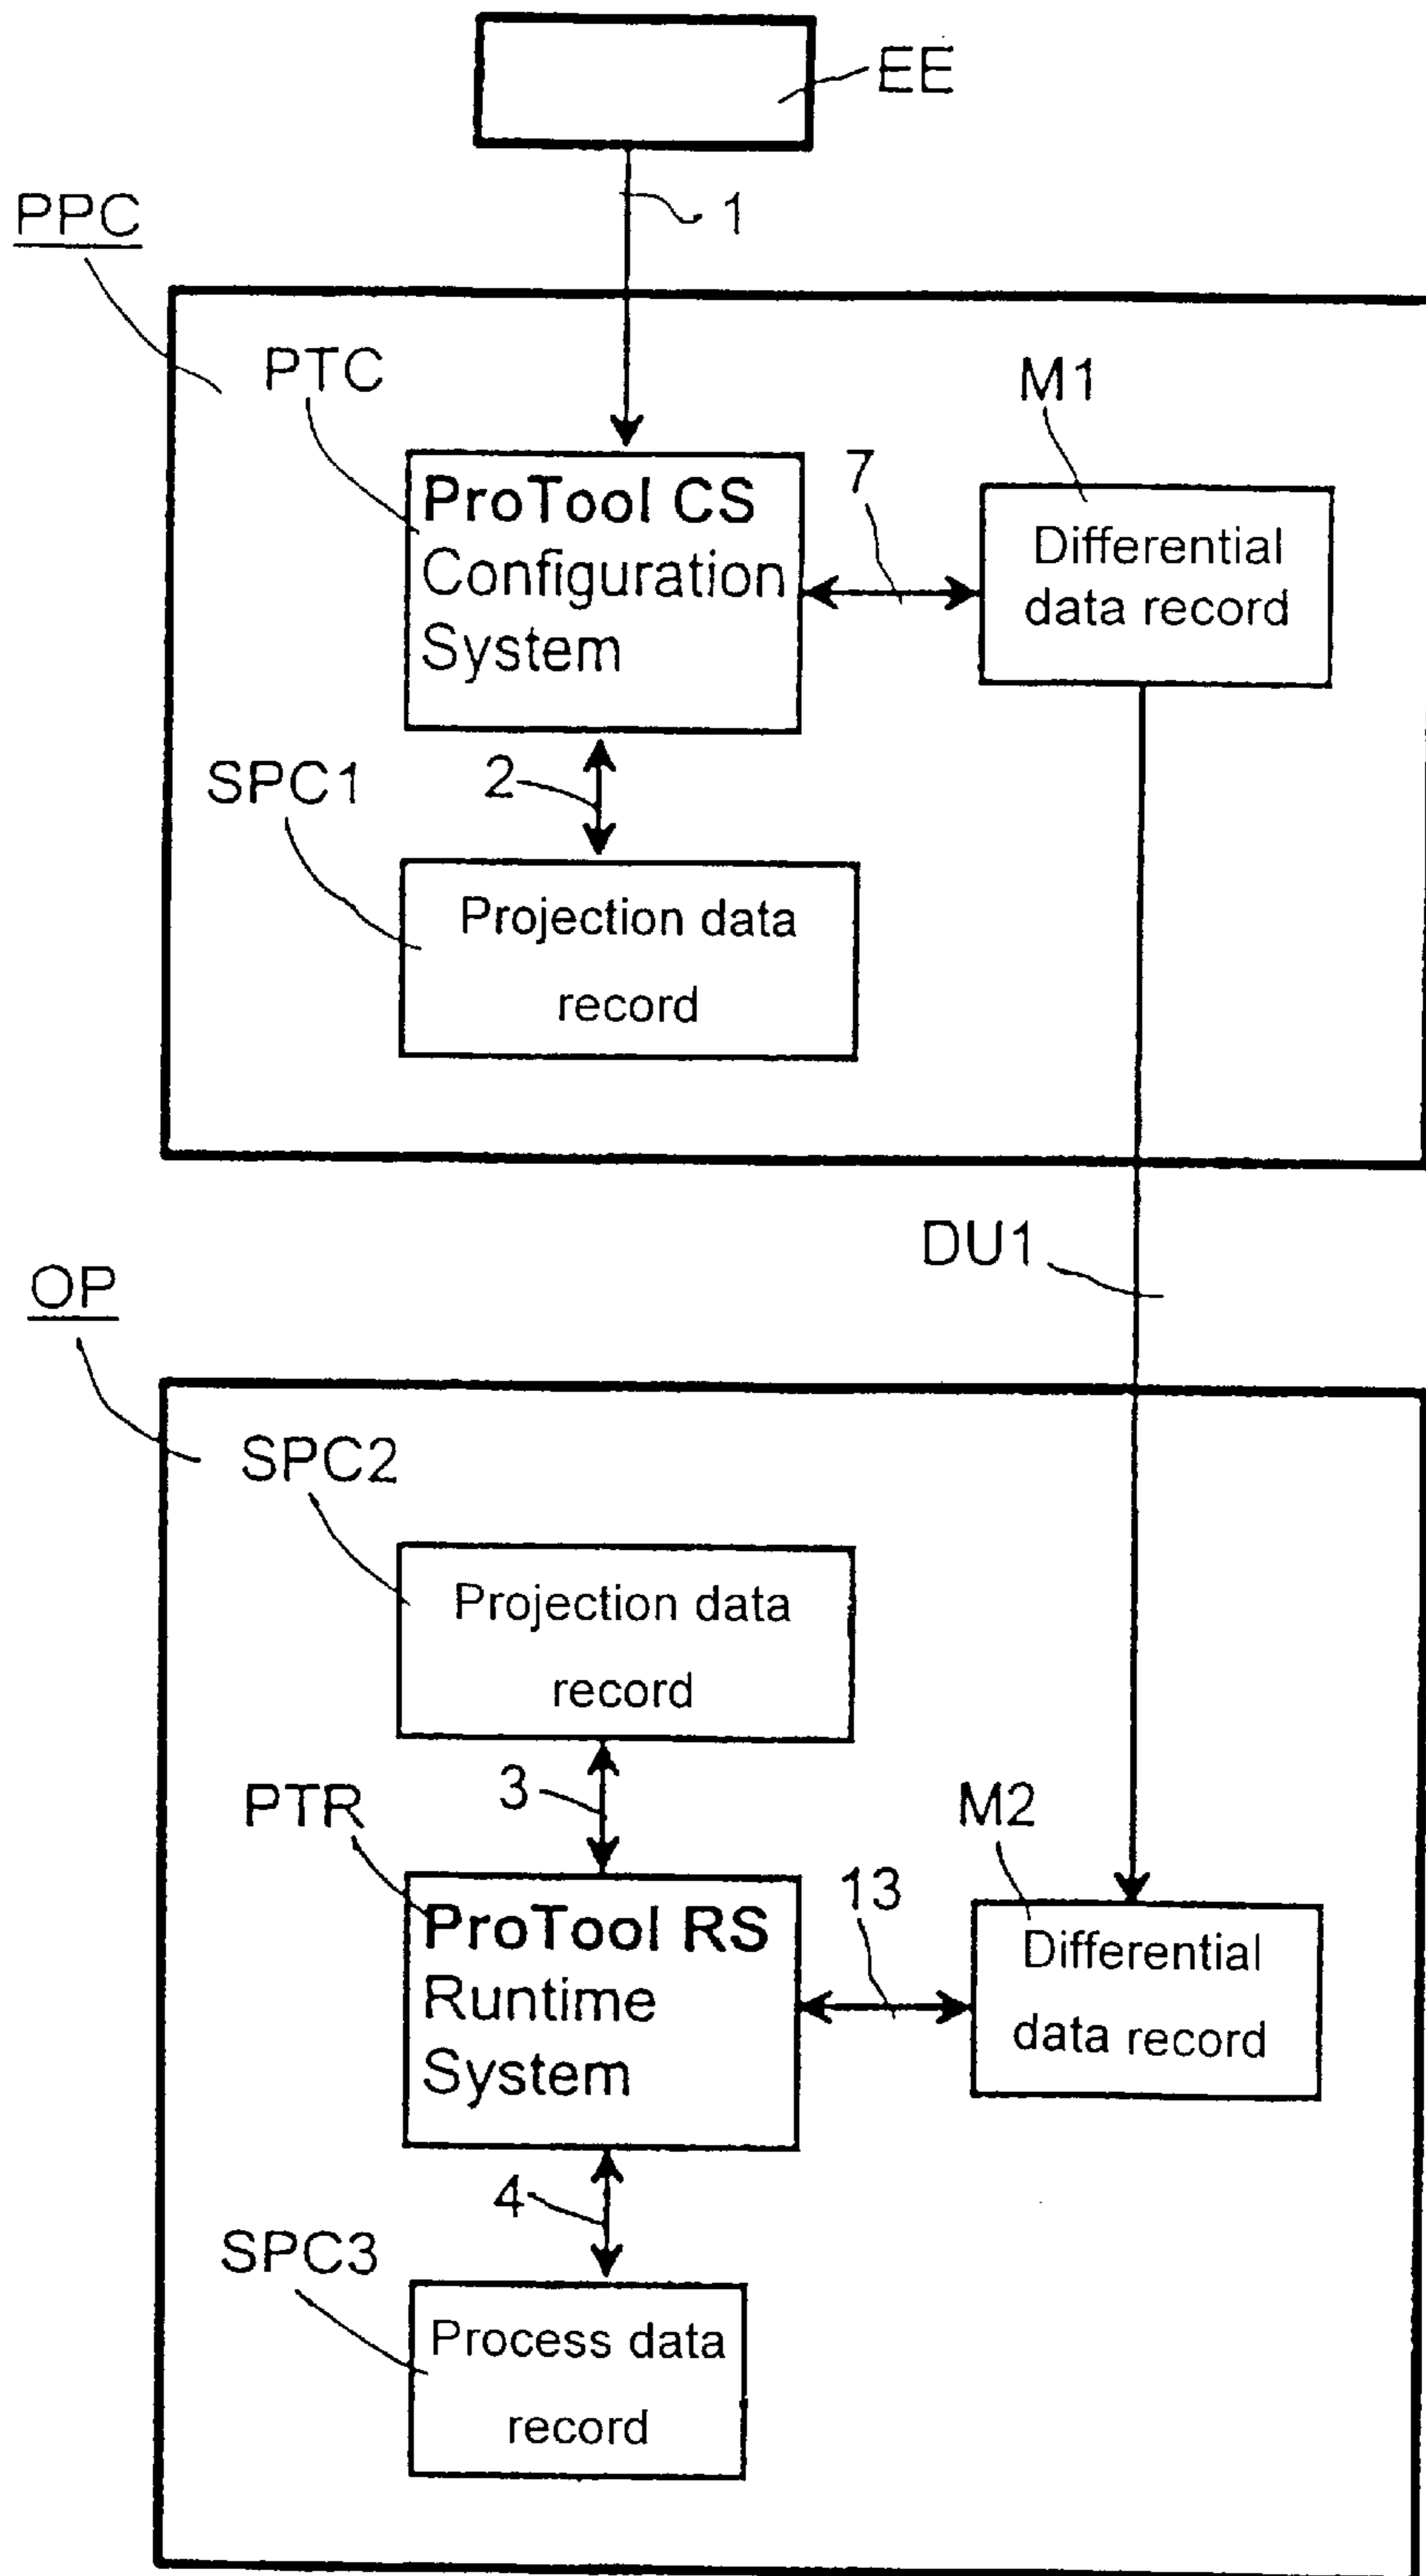 EE
1
PPC
PTC
M1
ProTool CS
Configuration
System
7
Differential
data record
SPC1
2
Projection data
record
DU1
OP
SPC2
Projection data
record
3
PTR
M2
ProTool RS
Runtime
System
13
Differential
data record
4
SPC3
Process data
record